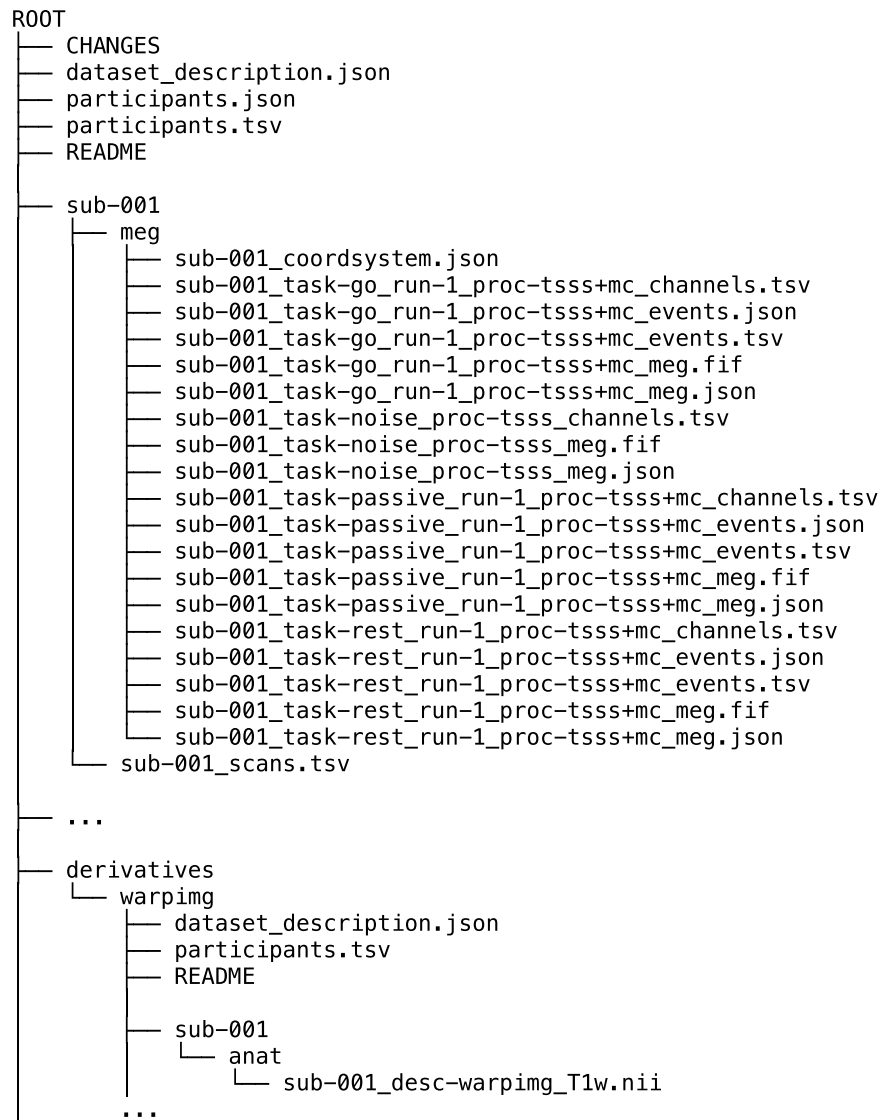 ROOT
CHANGES
dataset_description.json
participants.json
participants.tsv
README
sub-001
meg
sub-001_coordsystem.json
sub-001_task-go_run-1_proc-tsss+mc_channels.tsv
sub-001_task-go_run-1_proc-tsss+mc_events.json
sub-001_task-go_run-1_proc-tsss+mc_events.tsv
sub-001_task-go_run-1_proc-tsss+mc_meg.fif
sub-001_task-go_run-1_proc-tsss+mc_meg.json
sub-001_task-noise_proc-tsss_channels.tsv
sub-001_task-noise_proc-tsss_meg.fif
sub-001_task-noise_proc-tsss_meg.json
sub-001_task-passive_run-1_proc-tsss+mc_channels.tsv
sub-001_task-passive_run-1_proc-tsss+mc_events.json
sub-001_task-passive_run-1_proc-tsss+mc_events.tsv
sub-001_task-passive_run-1_proc-tsss+mc_meg.fif
sub-001_task-passive_run-1_proc-tsss+mc_meg.json
sub-001_task-rest_run-1_proc-tsss+mc_channels.tsv
sub-001_task-rest_run-1_proc-tsss+mc_events.json
sub-001_task-rest_run-1_proc-tsss+mc_events.tsv
sub-001_task-rest_run-1_proc-tsss+mc_meg.fif
sub-001_task-rest_run-1_proc-tsss+mc_meg.json
sub-001_scans.tsv
...
derivatives
warpimg
dataset_description.json
participants.tsv
README
sub-001
anat
sub-001_desc-warpimg_T1w.nii
...